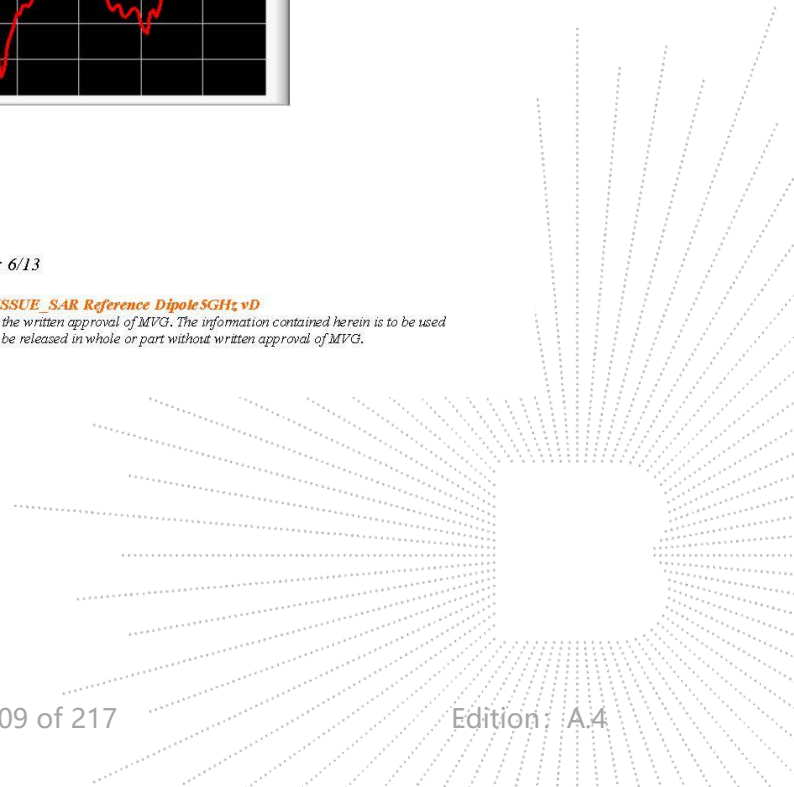 : 6/13
SSUE_SAR Reference Dipole5GHz vD
the written approval of MVG. The information contained herein is to be used
be released in whole or part without written approval of MVG.
09 of 217 Edition: A.4